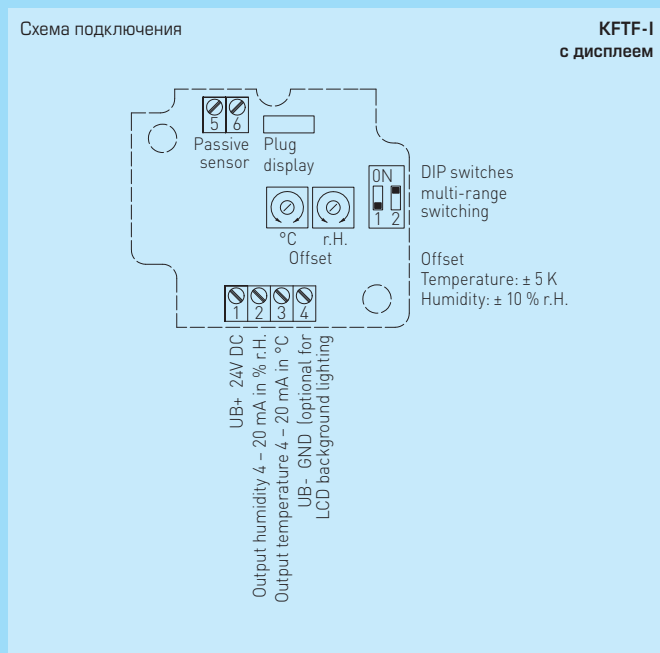 Схема подключения
KFTF-I
с дисплеем
5 6
Passive
sensor
Plug
display
ON
1 2
DIP switches
multi-range
switching
°C
r.H.
Offset
Offset
Temperature: ± 5 K
Humidity: ± 10 % r.H.
1 2 3 4
UB+ 24V DC
Output humidity 4 – 20 mA in % r.H.
Output temperature 4 – 20 mA in °C
UB- GND (optional for
LCD background lighting